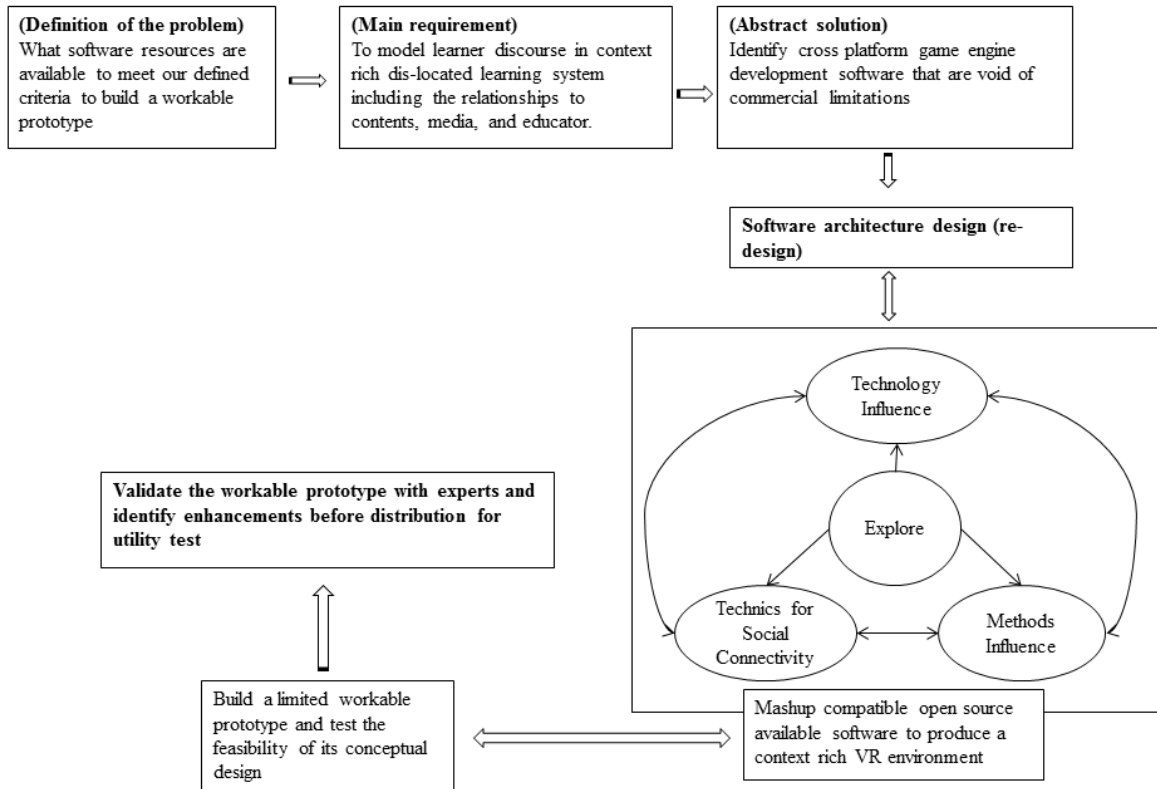 (Definition of the problem)
What software resources are
available to meet our defined
criteria to build a workable
prototype
(Main requirement)
To model learner discourse in context
rich dis-located learning system
including the relationships to
contents, media, and educator.
(Abstract solution)
Identify cross platform game engine
development software that are void of
commercial limitations
Software architecture design (re-
design)
Technology
Influence
Explore
Technics for
Social
Connectivity
Methods
Influence
Mashup compatible open source
available software to produce a
context rich VR environment
Build a limited workable
prototype and test the
feasibility of its conceptual
design
Validate the workable prototype with experts and
identify enhancements before distribution for
utility test